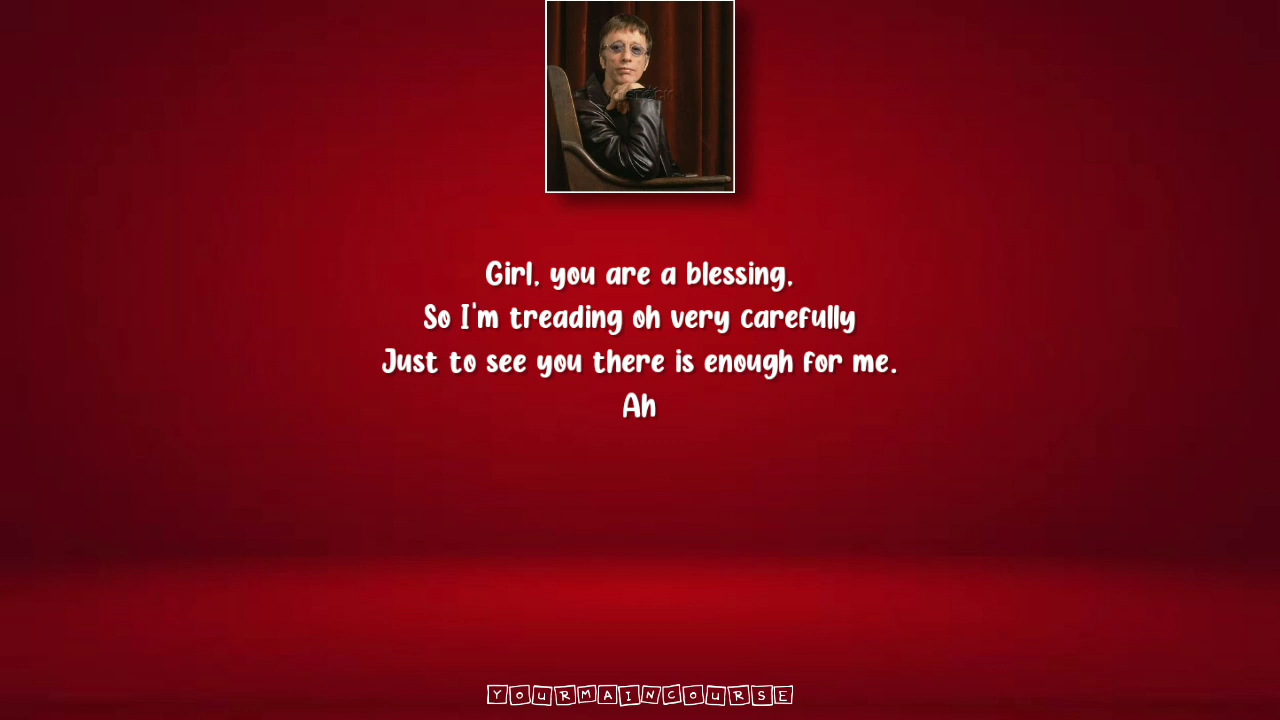 Girl, you are a blessing,
So I'm treading oh very carefully
Just to see you there is enough for me.
Ah
YOURMAINCOURSE